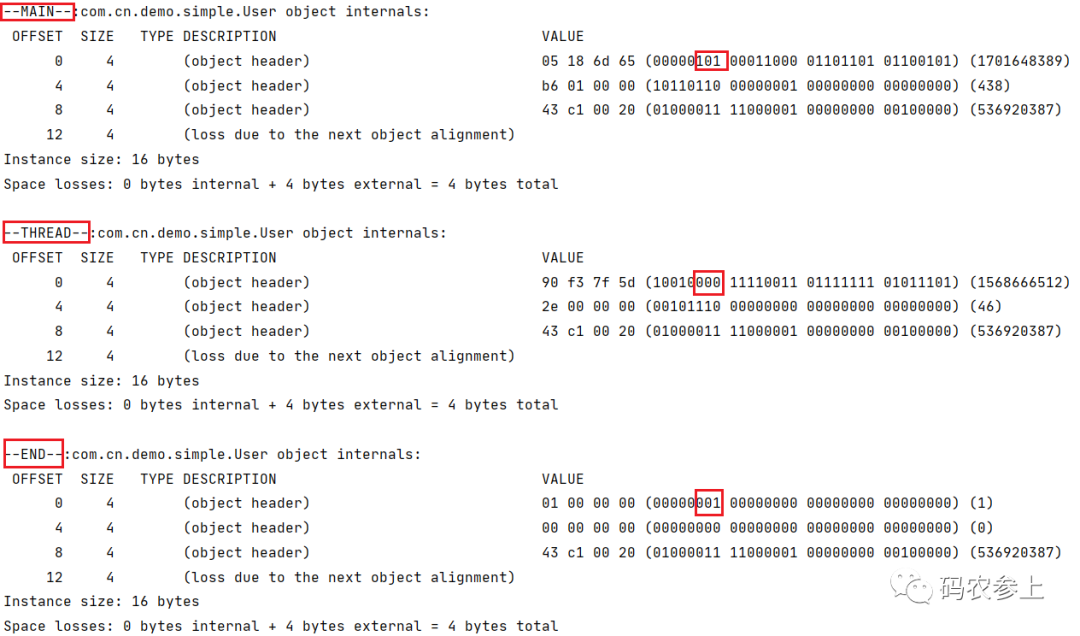 --MAIN--:com.cn.demo.simple.User object internals:
OFFSET SIZE TYPE DESCRIPTION VALUE
0 4 (object header) 05 18 6d 65 (00000101 00011000 01101101 01100101) (1701648389)
4 4 (object header) b6 01 00 00 (10110110 00000001 00000000 00000000) (438)
8 4 (object header) 43 c1 00 20 (01000011 11000001 00000000 00100000) (536920387)
12 4 (loss due to the next object alignment)
Instance size: 16 bytes
Space losses: 0 bytes internal + 4 bytes external = 4 bytes total
--THREAD--:com.cn.demo.simple.User object internals:
OFFSET SIZE TYPE DESCRIPTION VALUE
0 4 (object header) 90 f3 7f 5d (10010000 11110011 01111111 01011101) (1568666512)
4 4 (object header) 2e 00 00 00 (00101110 00000000 00000000 00000000) (46)
8 4 (object header) 43 c1 00 20 (01000011 11000001 00000000 00100000) (536920387)
12 4 (loss due to the next object alignment)
Instance size: 16 bytes
Space losses: 0 bytes internal + 4 bytes external = 4 bytes total
--END--:com.cn.demo.simple.User object internals:
OFFSET SIZE TYPE DESCRIPTION VALUE
0 4 (object header) 01 00 00 00 (00000001 00000000 00000000 00000000) (1)
4 4 (object header) 00 00 00 00 (00000000 00000000 00000000 00000000) (0)
8 4 (object header) 43 c1 00 20 (01000011 11000001 00000000 00100000) (536920387)
12 4 (loss due to the next object alignment)
码农参上
Instance size: 16 bytes
Space losses: 0 bytes internal + 4 bytes external = 4 bytes total